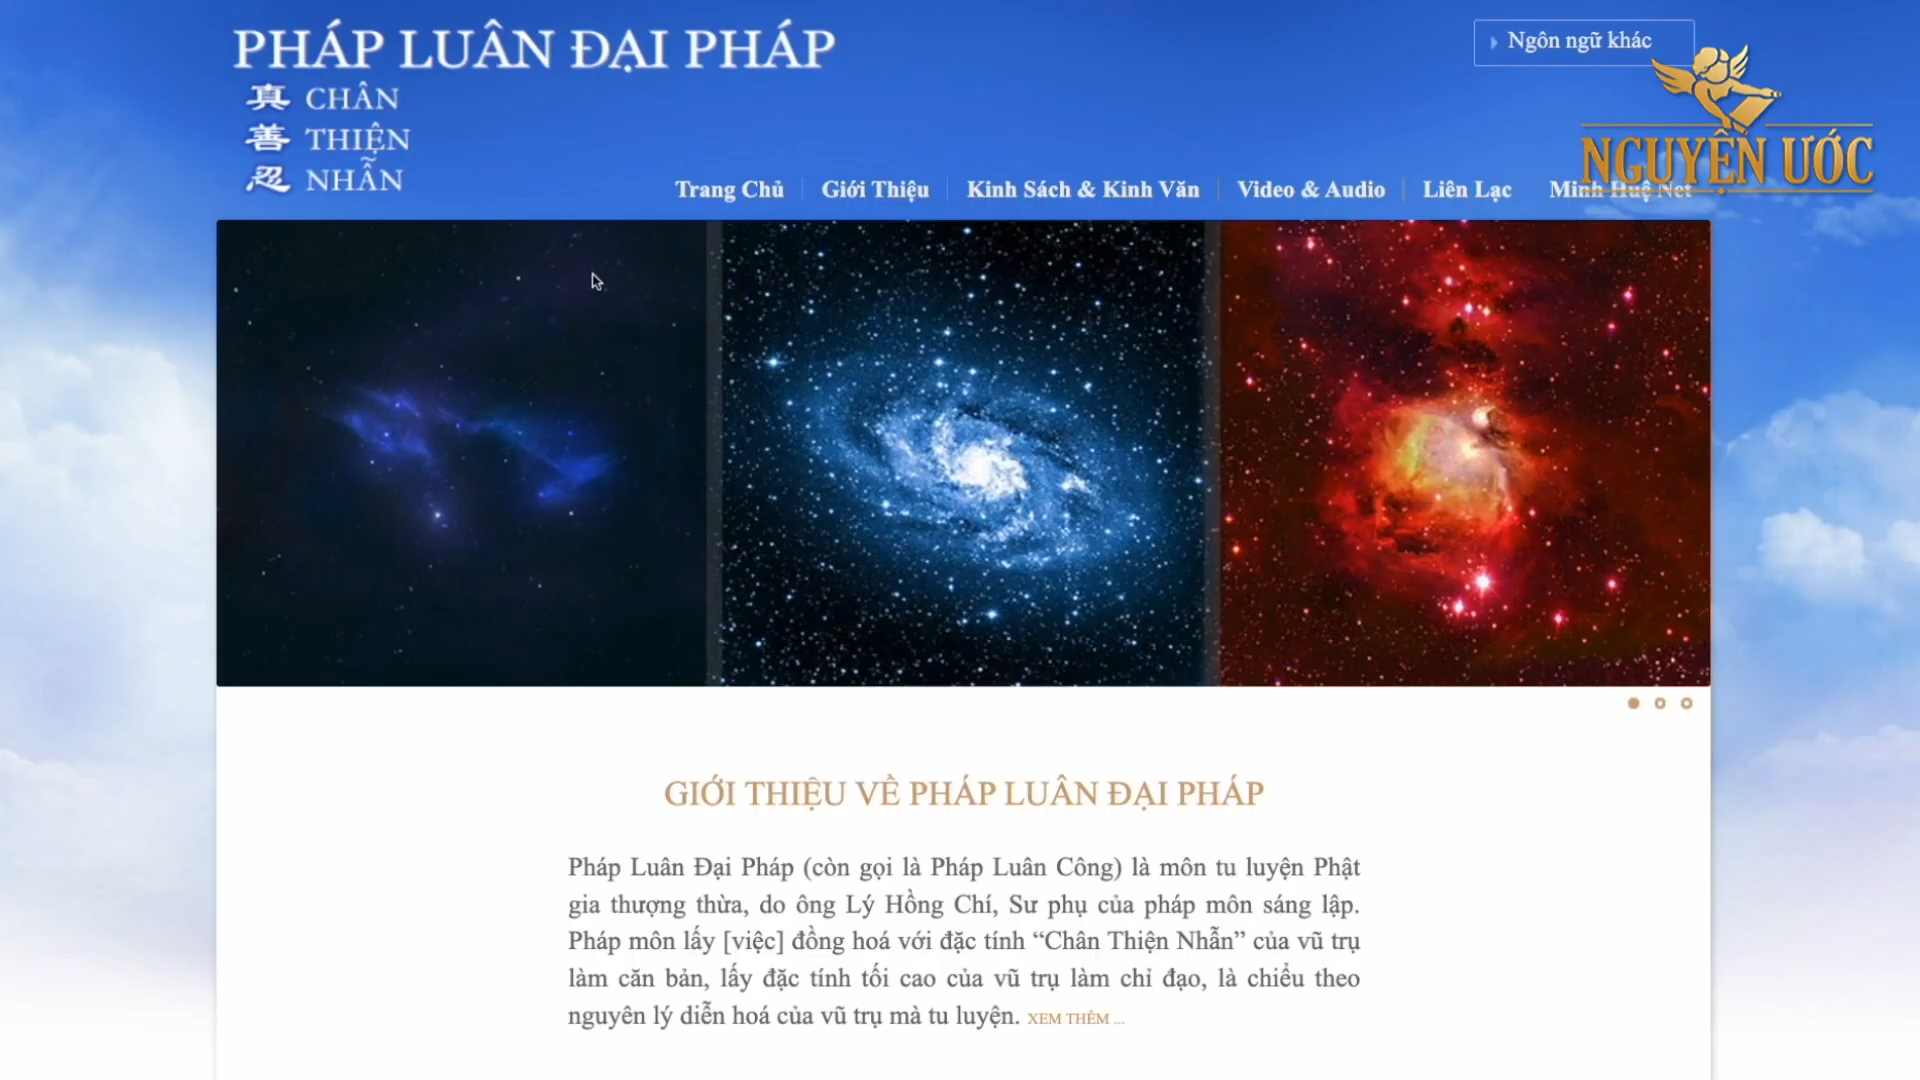 PHÁP LUÂN ĐẠI PHÁP
真 CHÂN
善 THIỆN
忍 NHẪN
Ngôn ngữ khác
NGUYỆN ƯỚC
Trang Chủ
Giới Thiệu
Kinh Sách & Kinh Văn
Video & Audio
Liên Lạc
Minh Huệ Net
GIỚI THIỆU VỀ PHÁP LUÂN ĐẠI PHÁP
Pháp Luân Đại Pháp (còn gọi là Pháp Luân Công) là môn tu luyện Phật
gia thượng thừa, do ông Lý Hồng Chí, Sư phụ của pháp môn sáng lập.
Pháp môn lấy [việc] đồng hoá với đặc tính “Chân Thiện Nhẫn” của vũ trụ
làm căn bản, lấy đặc tính tối cao của vũ trụ làm chỉ đạo, là chiểu theo
nguyên lý diễn hoá của vũ trụ mà tu luyện. XEM THÊM ...